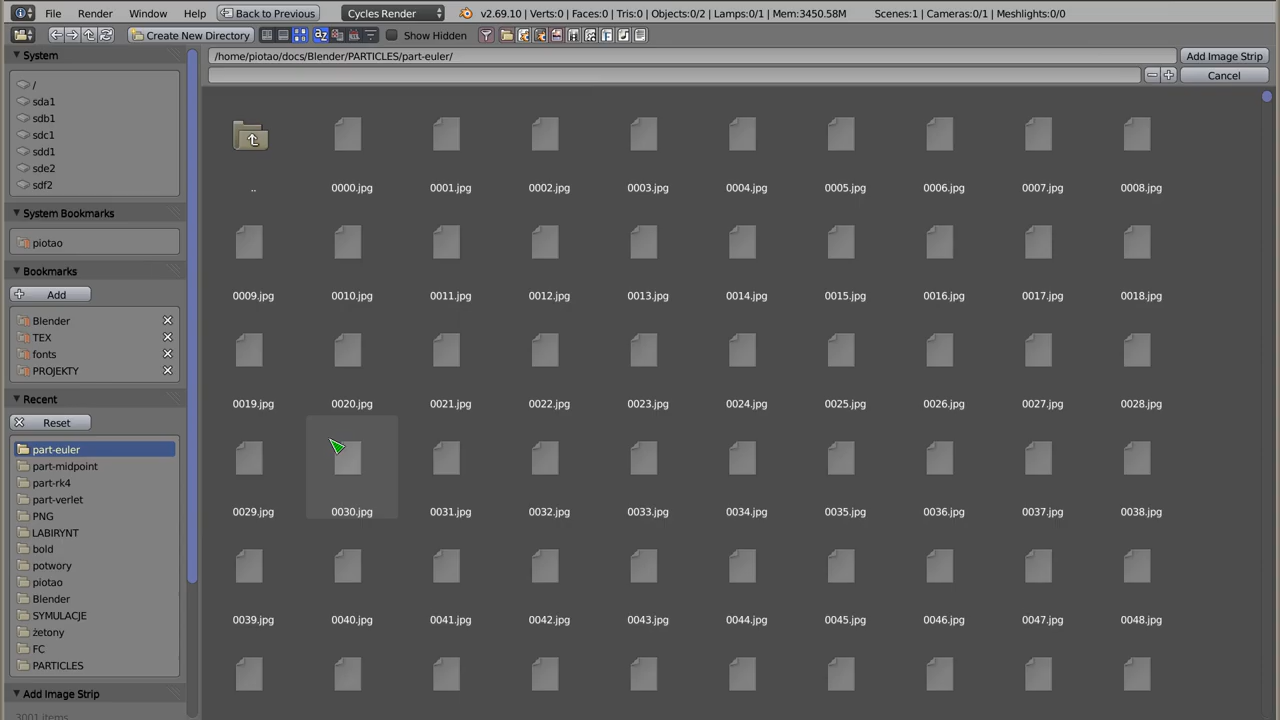 File Render Window Help Back to Previous Cycles Render v2.69.10 | Verts:0 | Faces:0 | Tris:0 | Objects:0/2 | Lamps:0/1 | Mem:3450.58M Scenes:1 | Cameras:0/1 | Meshlights:0/0
Create New Directory Show Hidden
System
/
sda1
sdb1
sdc1
sdd1
sde2
sdf2
System Bookmarks
piotao
Bookmarks
Add
Blender
TEX
fonts
PROJEKTY
Recent
Reset
part-euler
part-midpoint
part-rk4
part-verlet
PNG
LABIRYNT
bold
potwory
piotao
Blender
SYMULACJE
żetony
FC
PARTICLES
Add Image Strip
3001 items
/home/piotao/docs/Blender/PARTICLES/part-euler/ Add Image Strip
Cancel
.. 0000.jpg 0001.jpg 0002.jpg 0003.jpg 0004.jpg 0005.jpg 0006.jpg 0007.jpg 0008.jpg
0009.jpg 0010.jpg 0011.jpg 0012.jpg 0013.jpg 0014.jpg 0015.jpg 0016.jpg 0017.jpg 0018.jpg
0019.jpg 0020.jpg 0021.jpg 0022.jpg 0023.jpg 0024.jpg 0025.jpg 0026.jpg 0027.jpg 0028.jpg
0029.jpg 0030.jpg 0031.jpg 0032.jpg 0033.jpg 0034.jpg 0035.jpg 0036.jpg 0037.jpg 0038.jpg
0039.jpg 0040.jpg 0041.jpg 0042.jpg 0043.jpg 0044.jpg 0045.jpg 0046.jpg 0047.jpg 0048.jpg